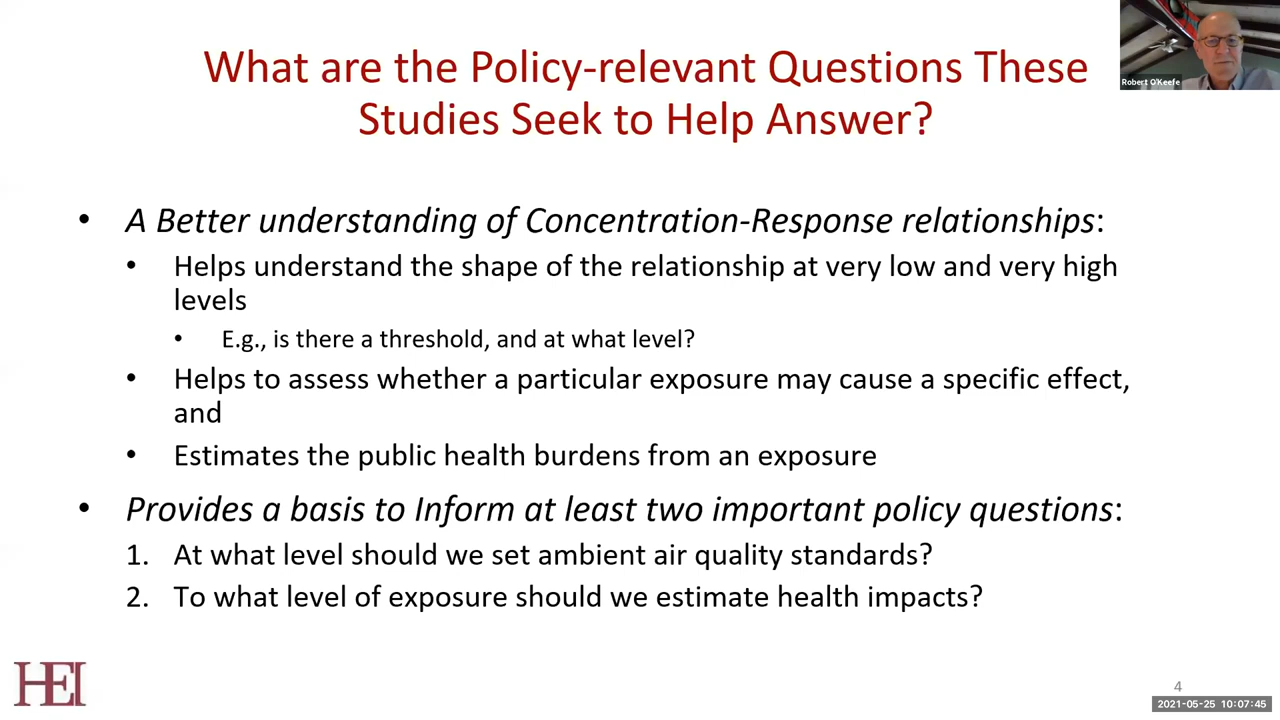 What are the Policy-relevant Questions These
Studies Seek to Help Answer?
Robert O'Keefe
• A Better understanding of Concentration-Response relationships:
• Helps understand the shape of the relationship at very low and very high
levels
• E.g., is there a threshold, and at what level?
• Helps to assess whether a particular exposure may cause a specific effect,
and
• Estimates the public health burdens from an exposure
• Provides a basis to Inform at least two important policy questions:
1. At what level should we set ambient air quality standards?
2. To what level of exposure should we estimate health impacts?
HEI
4
2021-05-25 10:07:45